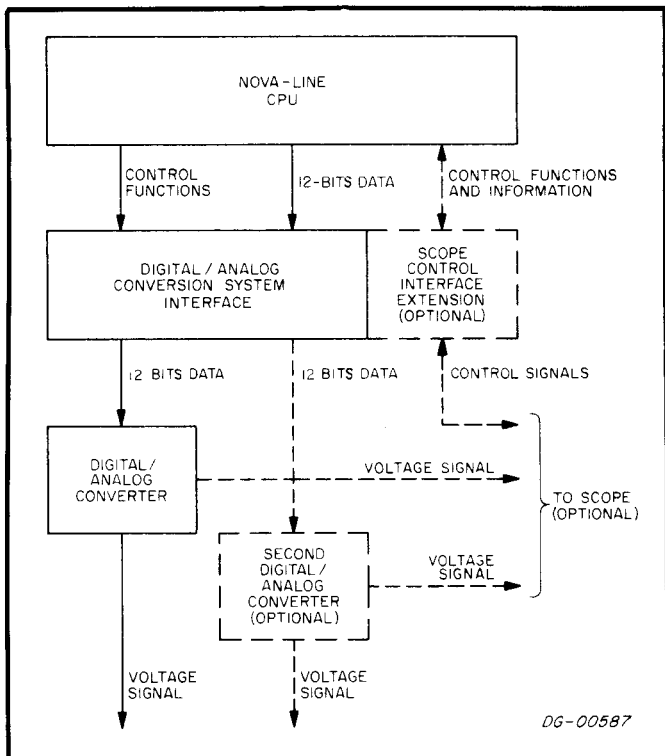 NOVA-LINE
CPU
CONTROL
FUNCTIONS
12-BITS DATA
CONTROL FUNCTIONS
AND INFORMATION
DIGITAL / ANALOG
CONVERSION SYSTEM
INTERFACE
SCOPE
CONTROL
INTERFACE
EXTENSION
(OPTIONAL)
12 BITS DATA
12 BITS DATA
CONTROL SIGNALS
DIGITAL/
ANALOG
CONVERTER
VOLTAGE SIGNAL
TO SCOPE
(OPTIONAL)
SECOND
DIGITAL/
ANALOG
CONVERTER
(OPTIONAL)
VOLTAGE
SIGNAL
VOLTAGE
SIGNAL
VOLTAGE
SIGNAL
DG-00587